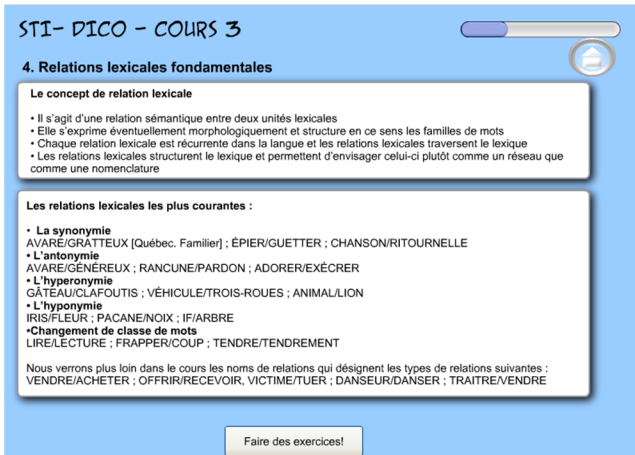 STI- DICO - COURS 3
4. Relations lexicales fondamentales
Le concept de relation lexicale
• Il s'agit d'une relation sémantique entre deux unités lexicales
• Elle s'exprime éventuellement morphologiquement et structure en ce sens les familles de mots
• Chaque relation lexicale est récurrente dans la langue et les relations lexicales traversent le lexique
• Les relations lexicales structurent le lexique et permettent d'envisager celui-ci plutôt comme un réseau que
comme une nomenclature
Les relations lexicales les plus courantes :
• La synonymie
AVARE/GRATTEUX [Québec. Familier] ; ÉPIER/GUETTER ; CHANSON/RITOURNELLE
• L'antonymie
AVARE/GÉNÉREUX ; RANCUNE/PARDON ; ADORER/EXÉCRER
• L'hyperonymie
GÂTEAU/CLAFOUTIS ; VÉHICULE/TROIS-ROUES ; ANIMAL/LION
• L'hyponymie
IRIS/FLEUR ; PACANE/NOIX ; IF/ARBRE
•Changement de classe de mots
LIRE/LECTURE ; FRAPPER/COUP ; TENDRE/TENDREMENT
Nous verrons plus loin dans le cours les noms de relations qui désignent les types de relations suivantes :
VENDRE/ACHETER ; OFFRIR/RECEVOIR, VICTIME/TUER ; DANSEUR/DANSER ; TRAITRE/VENDRE
Faire des exercices!